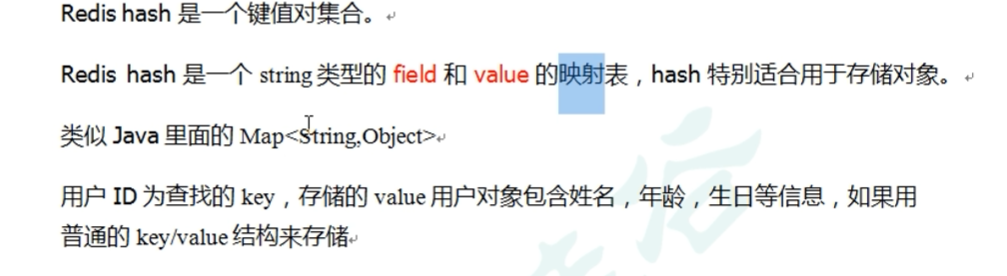 Redis hash 是一个键值对集合。
Redis hash 是一个 string 类型的 field 和 value 的映射表，hash 特别适合用于存储对象。
类似 Java 里面的 Map<String,Object>
用户 ID 为查找的 key，存储的 value 用户对象包含姓名，年龄，生日等信息，如果用
普通的 key/value 结构来存储